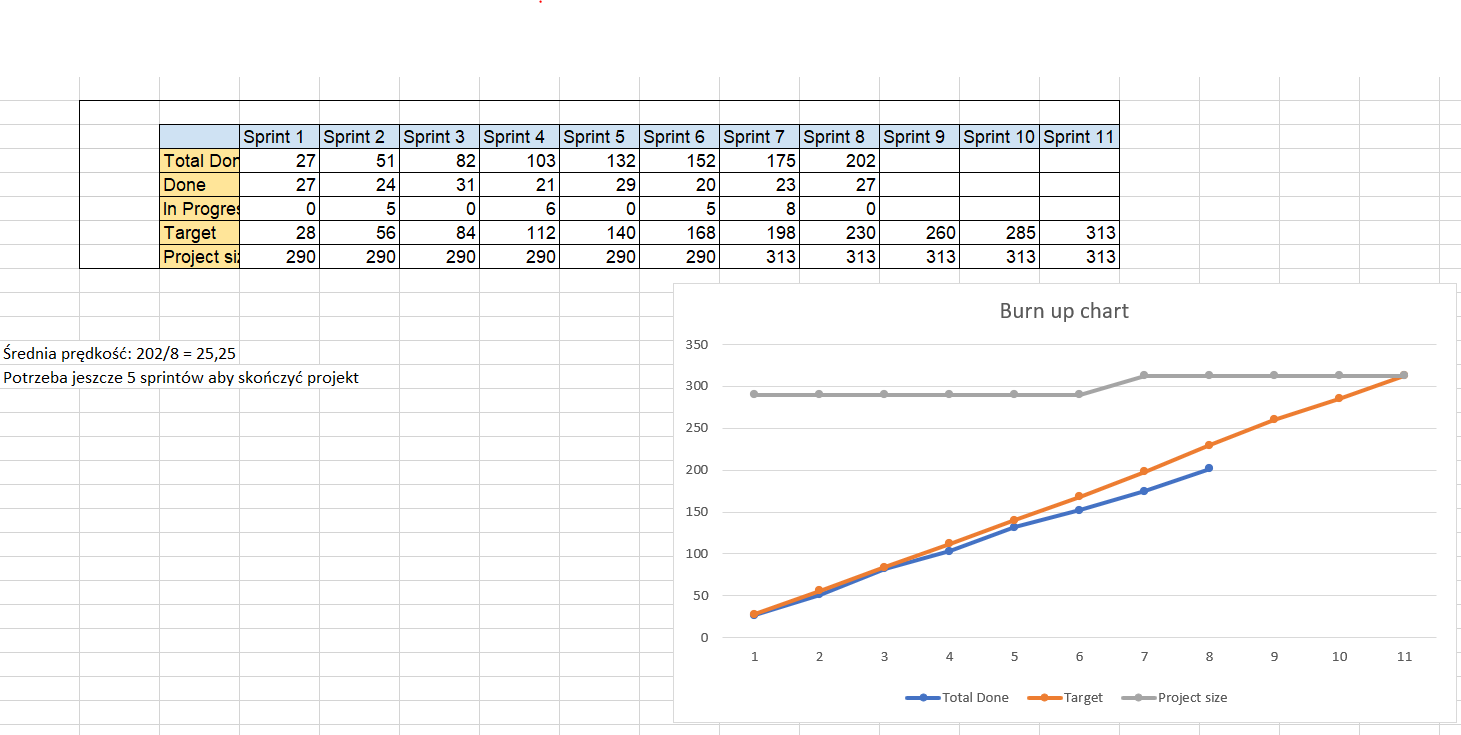 Sprint 1 Sprint 2 Sprint 3 Sprint 4 Sprint 5 Sprint 6 Sprint 7 Sprint 8 Sprint 9 Sprint 10 Sprint 11
Total Don 27 51 82 103 132 152 175 202
Done 27 24 31 21 29 20 23 27
In Progres 0 5 0 6 0 5 8 0
Target 28 56 84 112 140 168 198 230 260 285 313
Project siz 290 290 290 290 290 290 313 313 313 313 313
Średnia prędkość: 202/8 = 25,25
Potrzeba jeszcze 5 sprintów aby skończyć projekt
Burn up chart
350
300
250
200
150
100
50
0
1 2 3 4 5 6 7 8 9 10 11
Total Done Target Project size